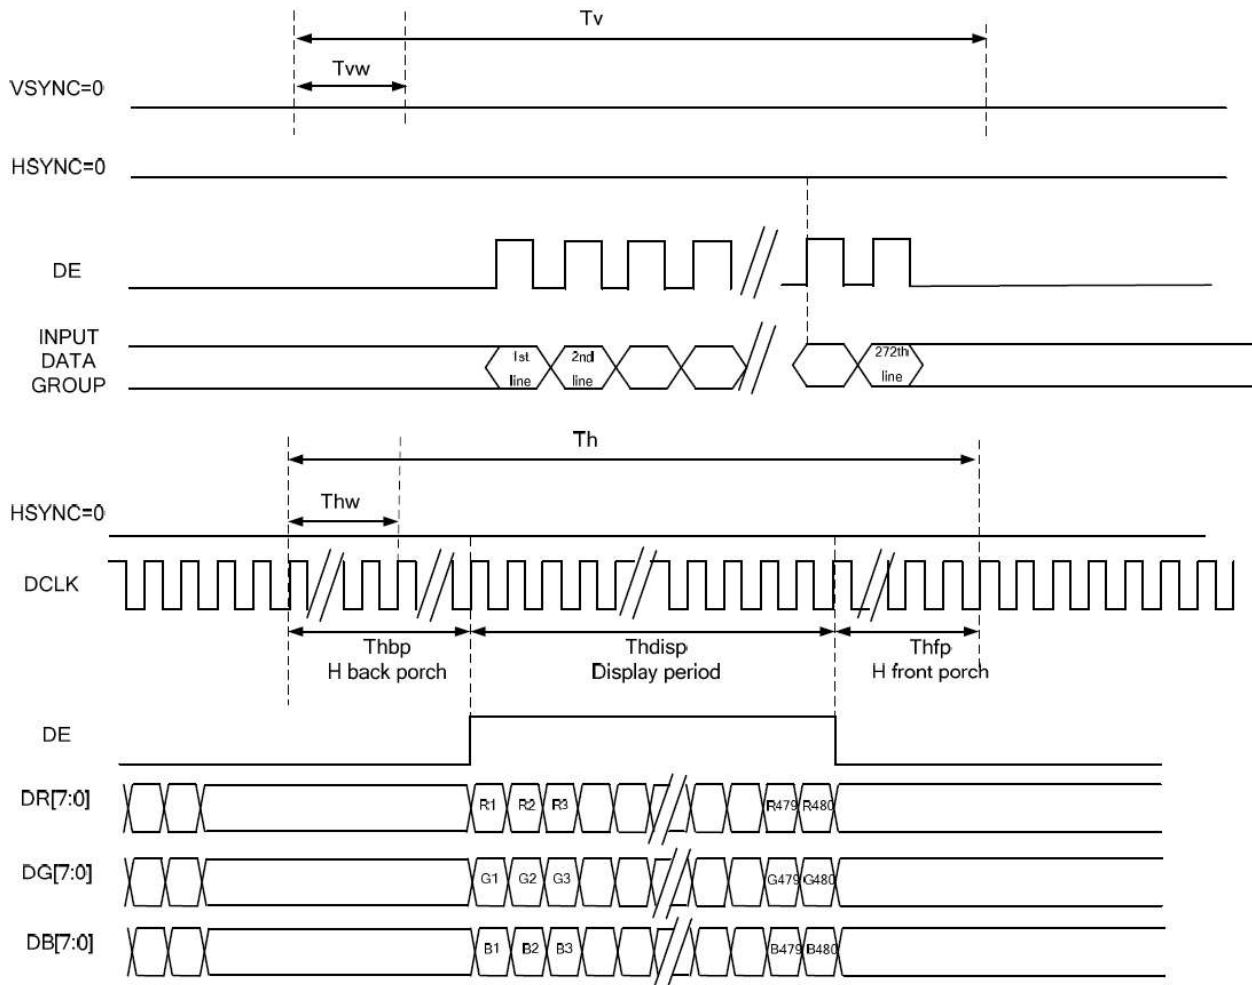 Tv
Tvw
VSYNC=0
HSYNC=0
DE
INPUT
DATA
GROUP
1st
line
2nd
line
272th
line
Th
Thw
HSYNC=0
DCLK
Thbp
H back porch
Thdisp
Display period
Thfp
H front porch
DE
DR[7:0]
R1 R2 R3 R479 R480
DG[7:0]
G1 G2 G3 G479 G480
DB[7:0]
B1 B2 B3 B479 B480